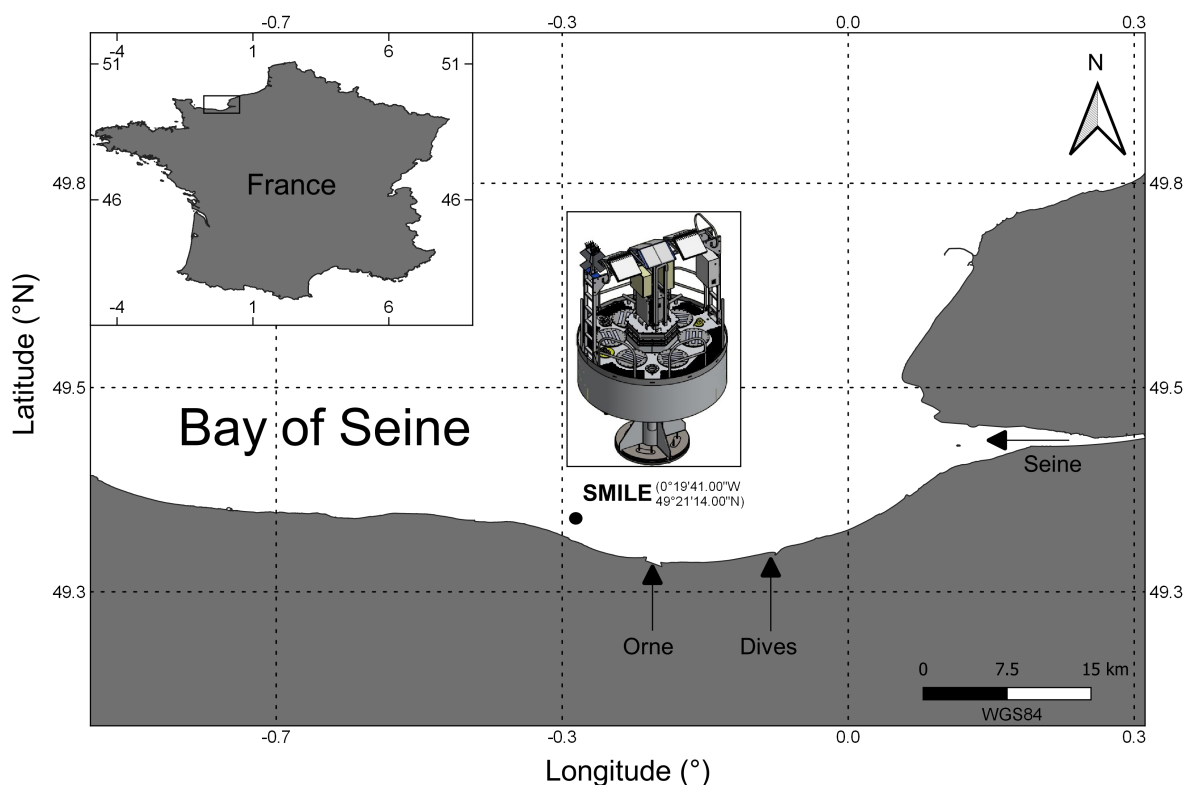 -0.7
-0.3
0.0
0.3
-4
1
6
51
51
N
49.8
49.8
France
46
46
-4
1
6
Latitude (°N)
49.5
49.5
Bay of Seine
Seine
SMILE (0°19'41.00"W
49°21'14.00"N)
49.3
49.3
Orne
Dives
0
7.5
15 km
WGS84
-0.7
-0.3
0.0
0.3
Longitude (°)